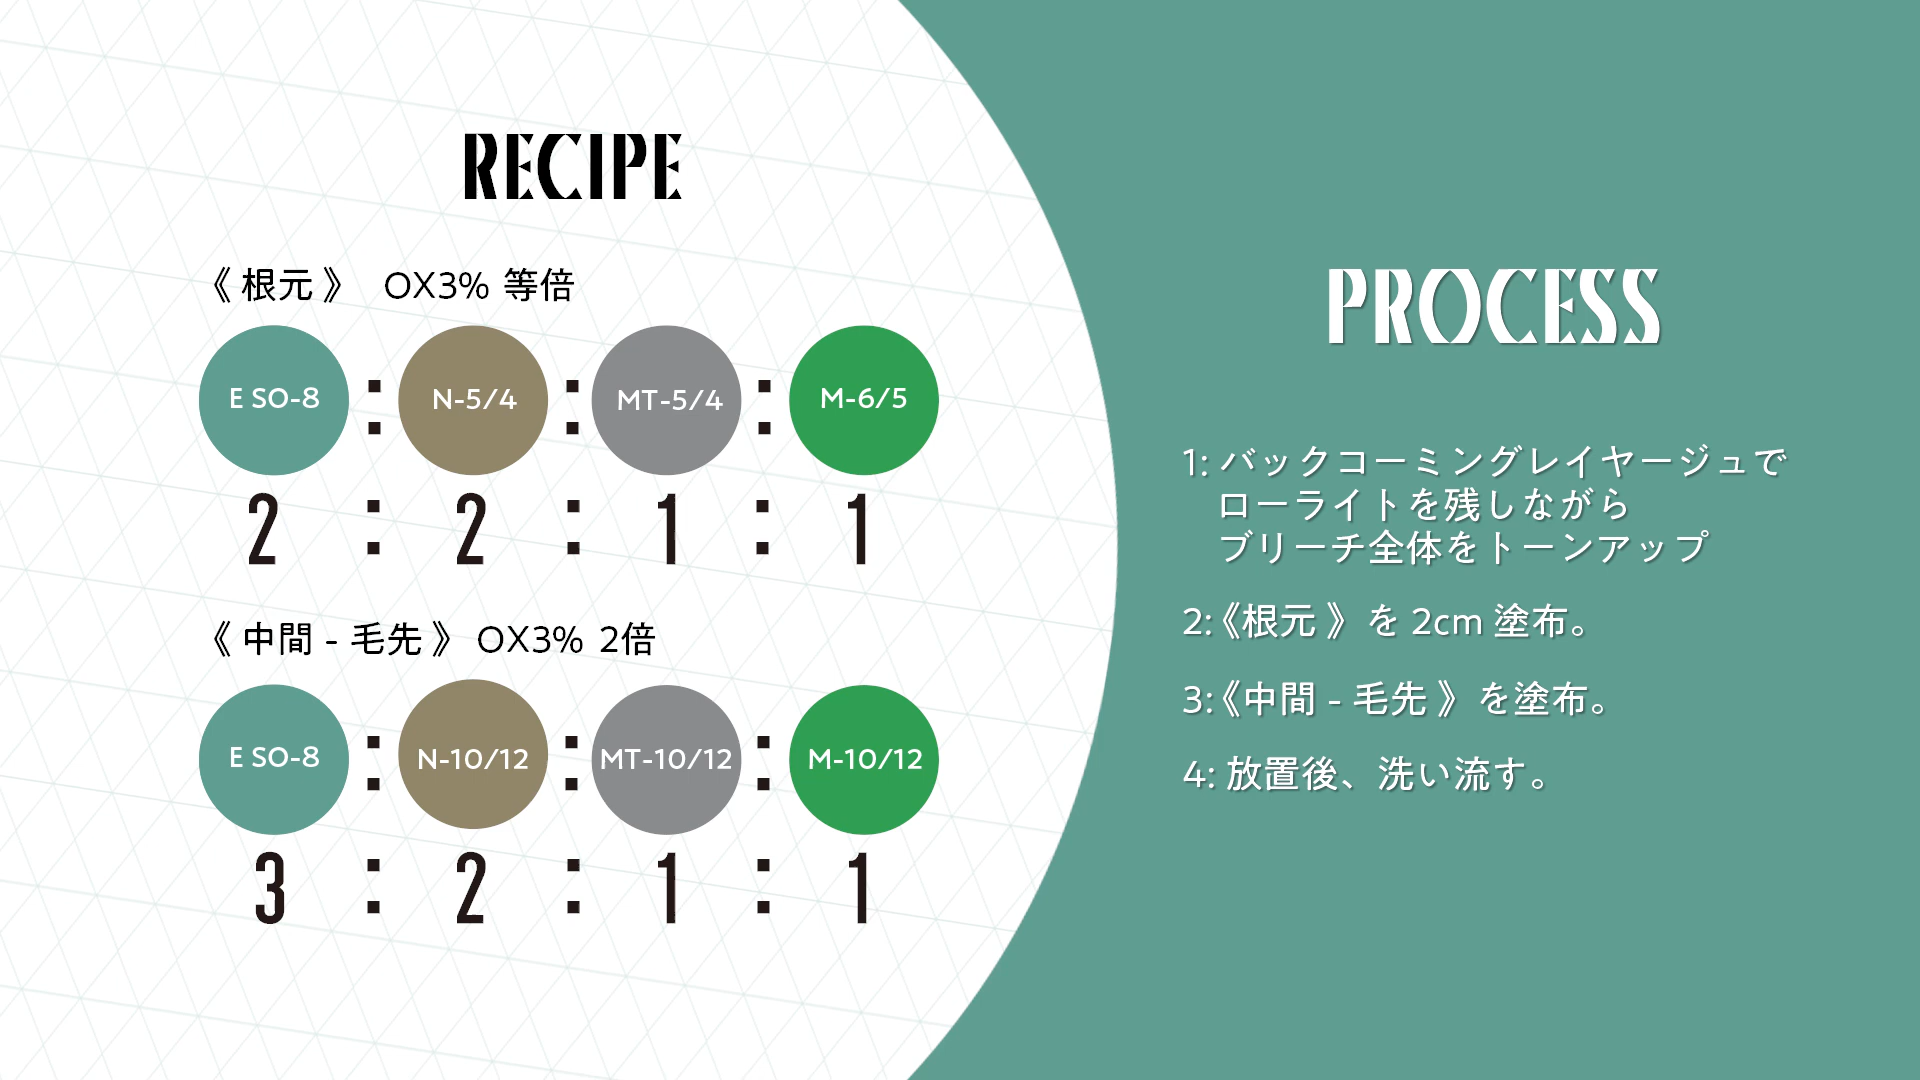 RECIPE
《 根元 》 OX3% 等倍
E SO-8 : N-5/4 : MT-5/4 : M-6/5
2 : 2 : 1 : 1
《 中間 - 毛先 》 OX3% 2倍
E SO-8 : N-10/12 : MT-10/12 : M-10/12
3 : 2 : 1 : 1
PROCESS
1: バックコーミングレイヤージュで
ローライトを残しながら
ブリーチ全体をトーンアップ
2:《根元 》を 2cm 塗布。
3:《中間 - 毛先 》を塗布。
4: 放置後、洗い流す。